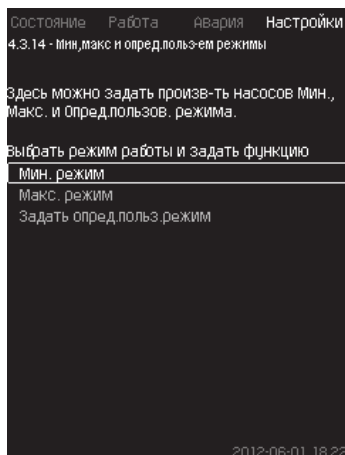 Состояние Работа Авария Настройки
4.3.14 - Мин,макс и опред.польз-ем режимы
Здесь можно задать произв-ть насосов Мин.,
Макс. и Опред.пользов. режима.
Выбрать режим работы и задать функцию
Мин. режим
Макс. режим
Задать опред.польз.режим
2012-06-01 18:22